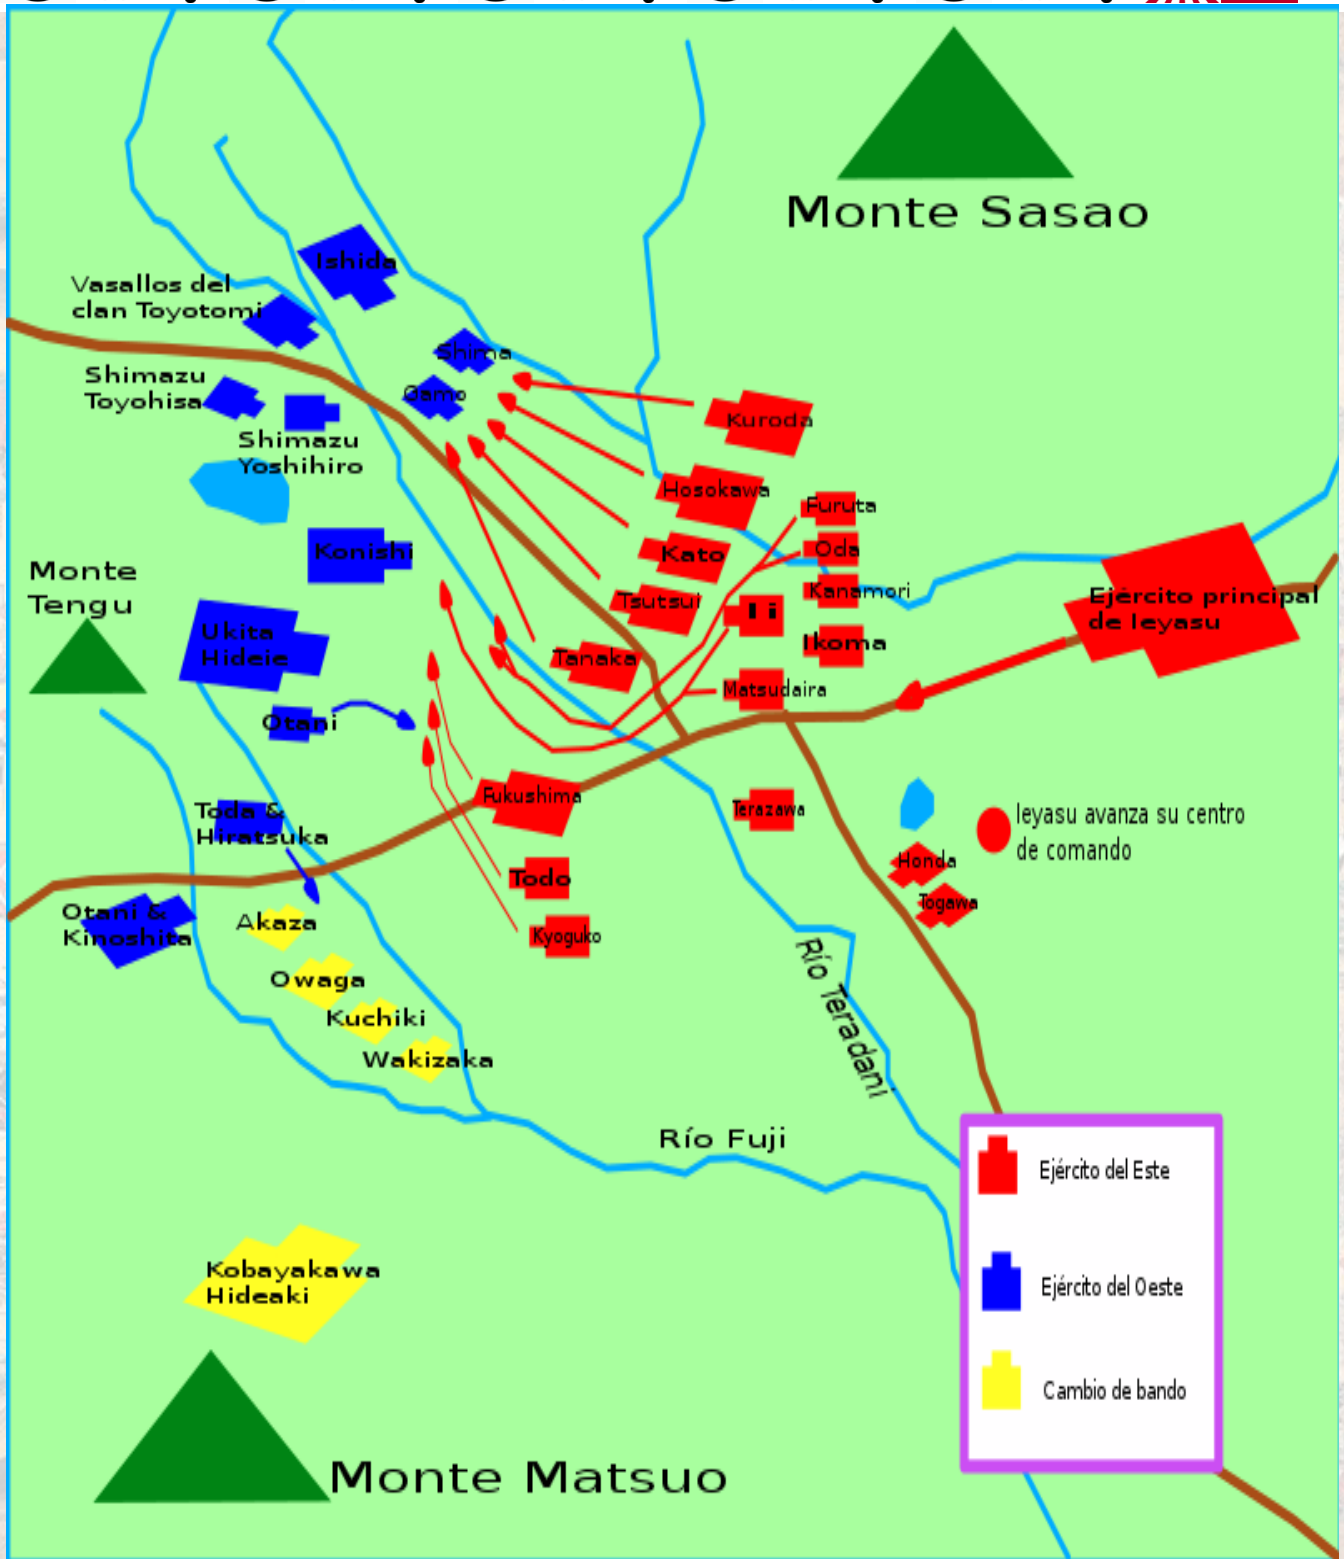 Monte Sasao
Ishida
Vasallos del
clan Toyotomi
Shima
Shimazu
Toyohisa
Gamo
Kuroda
Shimazu
Yoshihiro
Hosokawa
Furuta
Konishi
Kato
Oda
Monte
Tengu
Tsutsui
Kanamori
Ejército principal
de Ieyasu
Ii
Ukita
Hideie
Ikoma
Tanaka
Matsudaira
Otani
Fukushima
Terazawa
Toda &
Hiratsuka
Ieyasu avanza su centro
de comando
Honda
Todo
Togawa
Otani &
Kinoshita
Akaza
Kyoguko
Owaga
Kuchiki
Wakizaka
Río Teradani
Río Fuji
Ejército del Este
Kobayakawa
Hideaki
Ejército del Oeste
Cambio de bando
Monte Matsuo